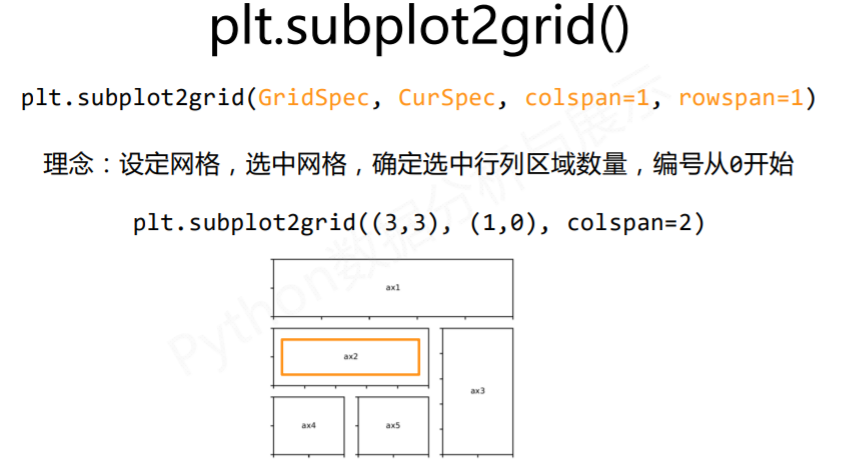 plt.subplot2grid()
plt.subplot2grid(GridSpec, CurSpec, colspan=1, rowspan=1)
理念：设定网格，选中网格，确定选中行列区域数量，编号从0开始
plt.subplot2grid((3,3), (1,0), colspan=2)
ax1
ax2
ax3
ax4
ax5
Python数据分析与展示